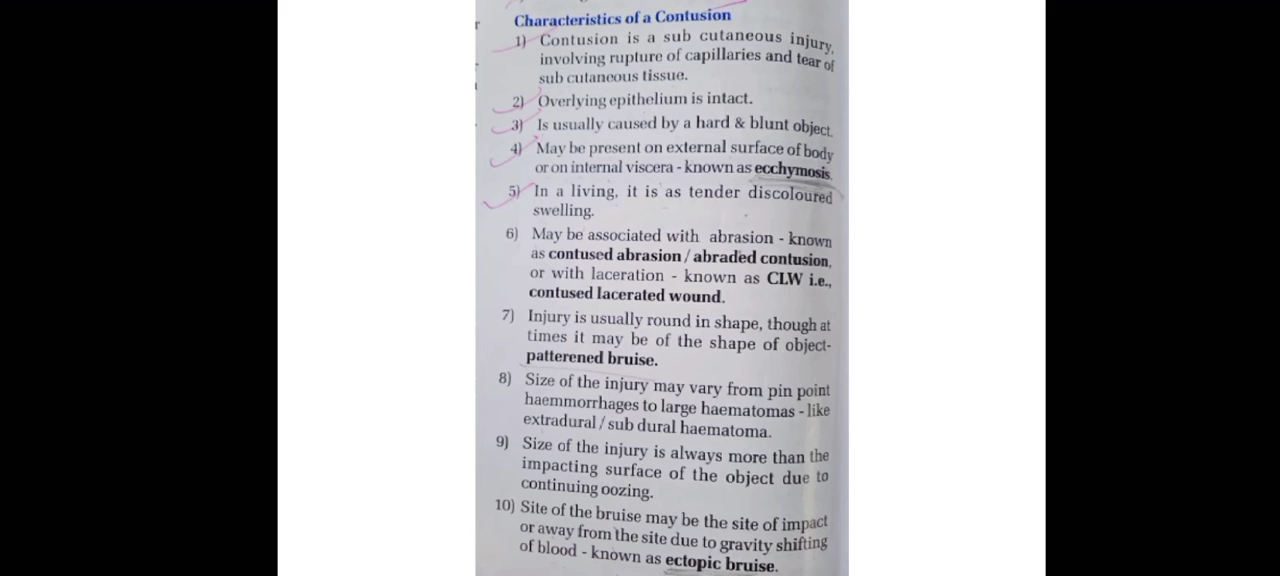 Characteristics of a Contusion
1) Contusion is a sub cutaneous injury,
involving rupture of capillaries and tear of
sub cutaneous tissue.
2) Overlying epithelium is intact.
3) Is usually caused by a hard & blunt object.
4) May be present on external surface of body
or on internal viscera - known as ecchymosis.
5) In a living, it is as tender discoloured
swelling.
6) May be associated with abrasion - known
as contused abrasion / abraded contusion,
or with laceration - known as CLW i.e.,
contused lacerated wound.
7) Injury is usually round in shape, though at
times it may be of the shape of object-
patterened bruise.
8) Size of the injury may vary from pin point
haemmorrhages to large haematomas - like
extradural / sub dural haematoma.
9) Size of the injury is always more than the
impacting surface of the object due to
continuing oozing.
10) Site of the bruise may be the site of impact
or away from the site due to gravity shifting
of blood - known as ectopic bruise.